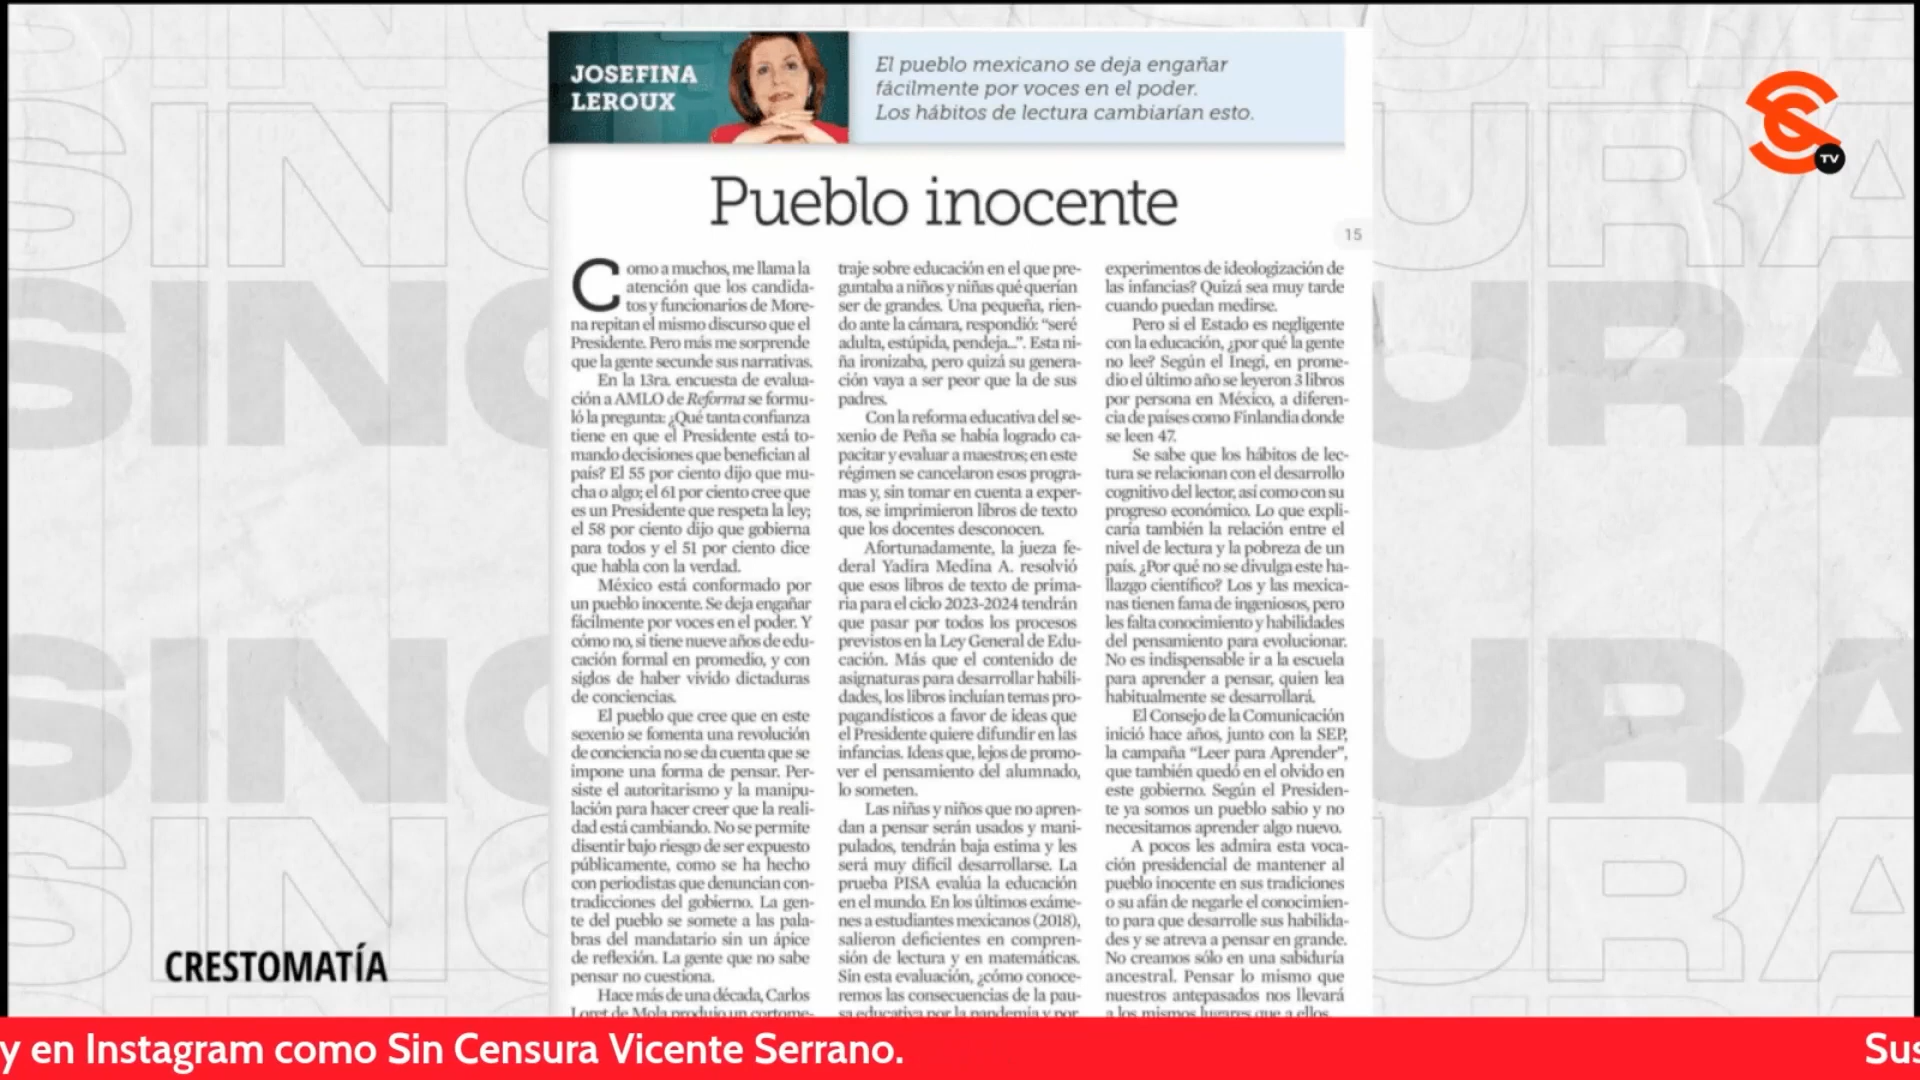 JOSEFINA
LEROUX
El pueblo mexicano se deja engañar
fácilmente por voces en el poder.
Los hábitos de lectura cambiarían esto.
TV
Pueblo inocente
15
Como a muchos, me llama la
atención que los candida-
tos y funcionarios de More-
na repitan el mismo discurso que el
Presidente. Pero más me sorprende
que la gente secunde sus narrativas.
En la 13ra. encuesta de evalua-
ción a AMLO de Reforma se formu-
ló la pregunta: ¿Qué tanta confianza
tiene en que el Presidente está to-
mando decisiones que benefician al
país? El 55 por ciento dijo que mu-
cha o algo; el 61 por ciento cree que
es un Presidente que respeta la ley;
el 58 por ciento dijo que gobierna
para todos y el 51 por ciento dice
que habla con la verdad.
México está conformado por
un pueblo inocente. Se deja engañar
fácilmente por voces en el poder. Y
cómo no, si tiene nueve años de edu-
cación formal en promedio, y con
siglos de haber vivido dictaduras
de conciencias.
El pueblo que cree que en este
sexenio se fomenta una revolución
de conciencia no se da cuenta que se
impone una forma de pensar. Per-
siste el autoritarismo y la manipu-
lación para hacer creer que la reali-
dad está cambiando. No se permite
disentir bajo riesgo de ser expuesto
públicamente, como se ha hecho
con periodistas que denuncian con-
tradicciones del gobierno. La gen-
te del pueblo se somete a las pala-
bras del mandatario sin un ápice
de reflexión. La gente que no sabe
pensar no cuestiona.
Hace más de una década, Carlos
Loret de Mola produjo un cortome-
traje sobre educación en el que pre-
guntaba a niños y niñas qué querían
ser de grandes. Una pequeña, rien-
do ante la cámara, respondió: “seré
adulta, estúpida, pendeja...”. Esta ni-
ña ironizaba, pero quizá su genera-
ción vaya a ser peor que la de sus
padres.
Con la reforma educativa del se-
xenio de Peña se había logrado ca-
pacitar y evaluar a maestros; en este
régimen se cancelaron esos progra-
mas y, sin tomar en cuenta a exper-
tos, se imprimieron libros de texto
que los docentes desconocen.
Afortunadamente, la jueza fe-
deral Yadira Medina A. resolvió
que esos libros de texto de prima-
ria para el ciclo 2023-2024 tendrán
que pasar por todos los procesos
previstos en la Ley General de Edu-
cación. Más que el contenido de
asignaturas para desarrollar habili-
dades, los libros incluían temas pro-
pagandísticos a favor de ideas que
el Presidente quiere difundir en las
infancias. Ideas que, lejos de promo-
ver el pensamiento del alumnado,
lo someten.
Las niñas y niños que no apren-
dan a pensar serán usados y mani-
pulados, tendrán baja estima y les
será muy difícil desarrollarse. La
prueba PISA evalúa la educación
en el mundo. En los últimos exáme-
nes a estudiantes mexicanos (2018),
salieron deficientes en compren-
sión de lectura y en matemáticas.
Sin esta evaluación, ¿cómo conoce-
remos las consecuencias de la pau-
sa educativa por la pandemia y por
experimentos de ideologización de
las infancias? Quizá sea muy tarde
cuando puedan medirse.
Pero si el Estado es negligente
con la educación, ¿por qué la gente
no lee? Según el Inegi, en prome-
dio el último año se leyeron 3 libros
por persona en México, a diferen-
cia de países como Finlandia donde
se leen 47.
Se sabe que los hábitos de lec-
tura se relacionan con el desarrollo
cognitivo del lector, así como con su
progreso económico. Lo que expli-
caría también la relación entre el
nivel de lectura y la pobreza de un
país. ¿Por qué no se divulga este ha-
llazgo científico? Los y las mexica-
nas tienen fama de ingeniosos, pero
les falta conocimiento y habilidades
del pensamiento para evolucionar.
No es indispensable ir a la escuela
para aprender a pensar, quien lea
habitualmente se desarrollará.
El Consejo de la Comunicación
inició hace años, junto con la SEP,
la campaña “Leer para Aprender”,
que también quedó en el olvido en
este gobierno. Según el Presiden-
te ya somos un pueblo sabio y no
necesitamos aprender algo nuevo.
A pocos les admira esta voca-
ción presidencial de mantener al
pueblo inocente en sus tradiciones
o su afán de negarle el conocimien-
to para que desarrolle sus habilida-
des y se atreva a pensar en grande.
No creamos sólo en una sabiduría
ancestral. Pensar lo mismo que
nuestros antepasados nos llevará
a los mismos lugares que a ellos.
CRESTOMATÍA
y en Instagram como Sin Censura Vicente Serrano.
Sus